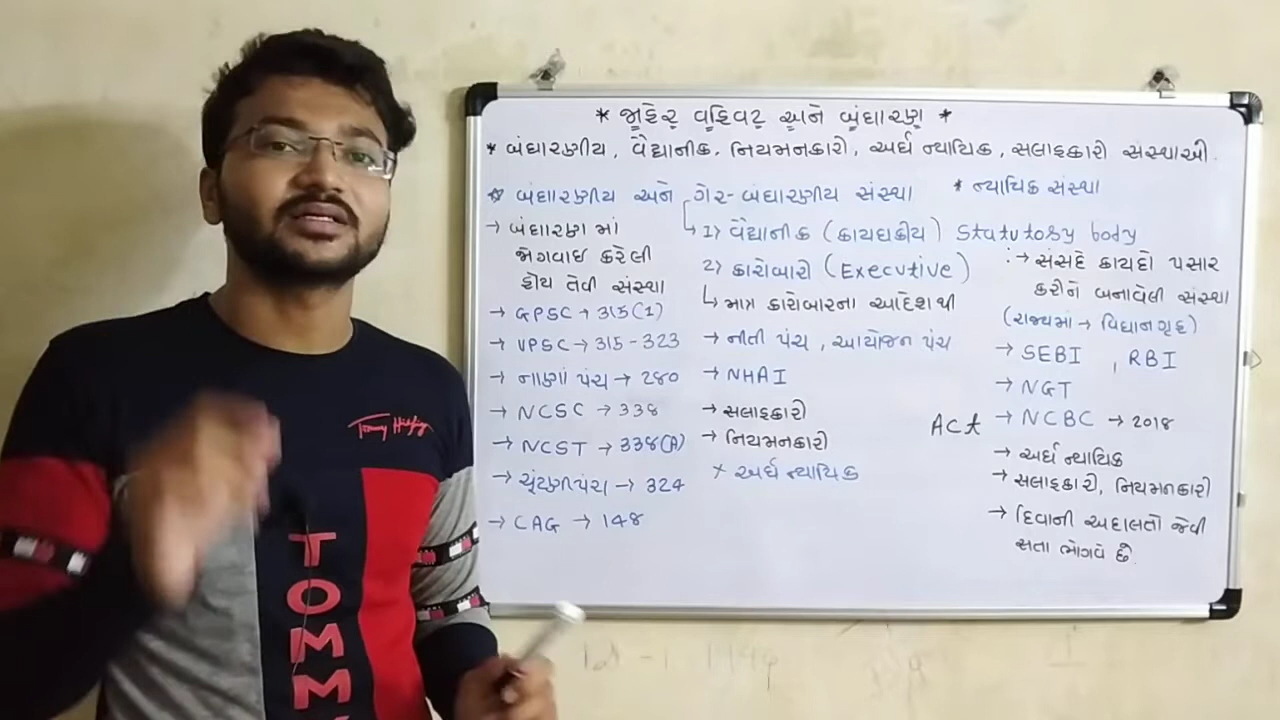 * જાહેર વહિવટ અને બંધારણ *
* બંધારણીય, વૈદ્યાનીક, નિયમનકારી, અર્ધ ન્યાયિક, સલાહકારી સંસ્થાઓ.
☆ બંધારણીય અને ગેર-બંધારણીય સંસ્થા
→ બંધારણ માં
જોગવાઈ કરેલી
હોય તેવી સંસ્થા
→ GPSC → 315(1)
→ UPSC → 315-323
→ નાણાં પંચ → 280
→ NCSC → 338
→ NCST → 338(A)
→ ચૂંટણીપંચ → 324
→ CAG → 148
↳ 1) વૈદ્યાનીક (કાયદાકીય) Statutory body
2) કારોબારી (Executive)
↳ માત્ર કારોબારના આદેશથી
→ નીતી પંચ, આયોજન પંચ
→ NHAI
→ સલાહકારી
→ નિયમનકારી
× અર્ધ ન્યાયિક
* ન્યાયિક સંસ્થા
:→ સંસદે કાયદો પસાર
કરીને બનાવેલી સંસ્થા
(રાજ્યમાં → વિધાનગૃહ)
→ SEBI , RBI
→ NGT
Act → NCBC → 2018
→ અર્ધ ન્યાયિક
→ સલાહકારી, નિયમનકારી
→ દિવાની અદાલતો જેવી
સતા ભોગવે છે.
Tommy Hilfiger
TOMM